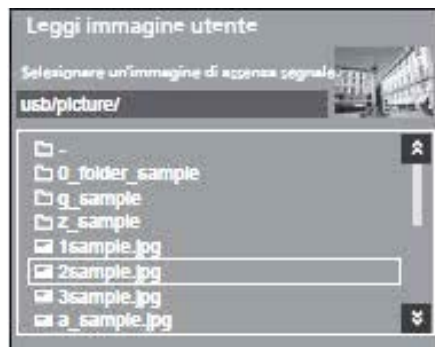 Leggi immagine utente
Selezionare un'immagine di assenza segnale.
usb/picture/
-
0_folder_sample
g_sample
z_sample
1sample.jpg
2sample.jpg
3sample.jpg
a_sample.jpg